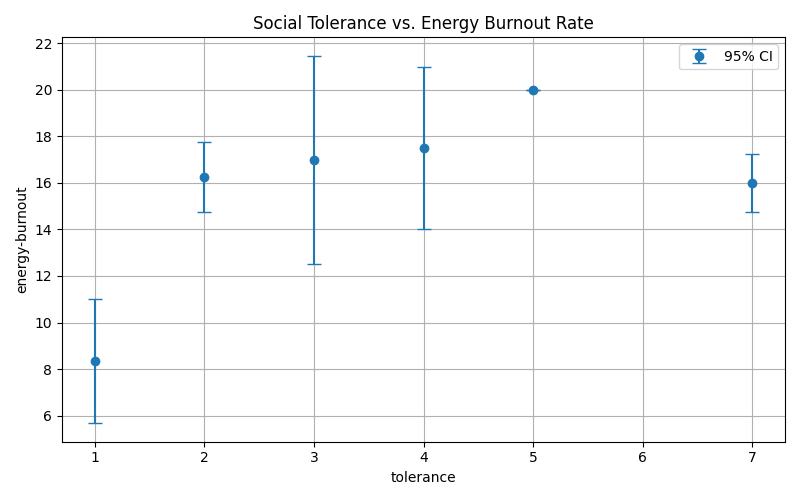 Social Tolerance vs. Energy Burnout Rate
95% CI
22
20
18
16
14
12
10
8
6
energy-burnout
1 2 3 4 5 6 7
tolerance